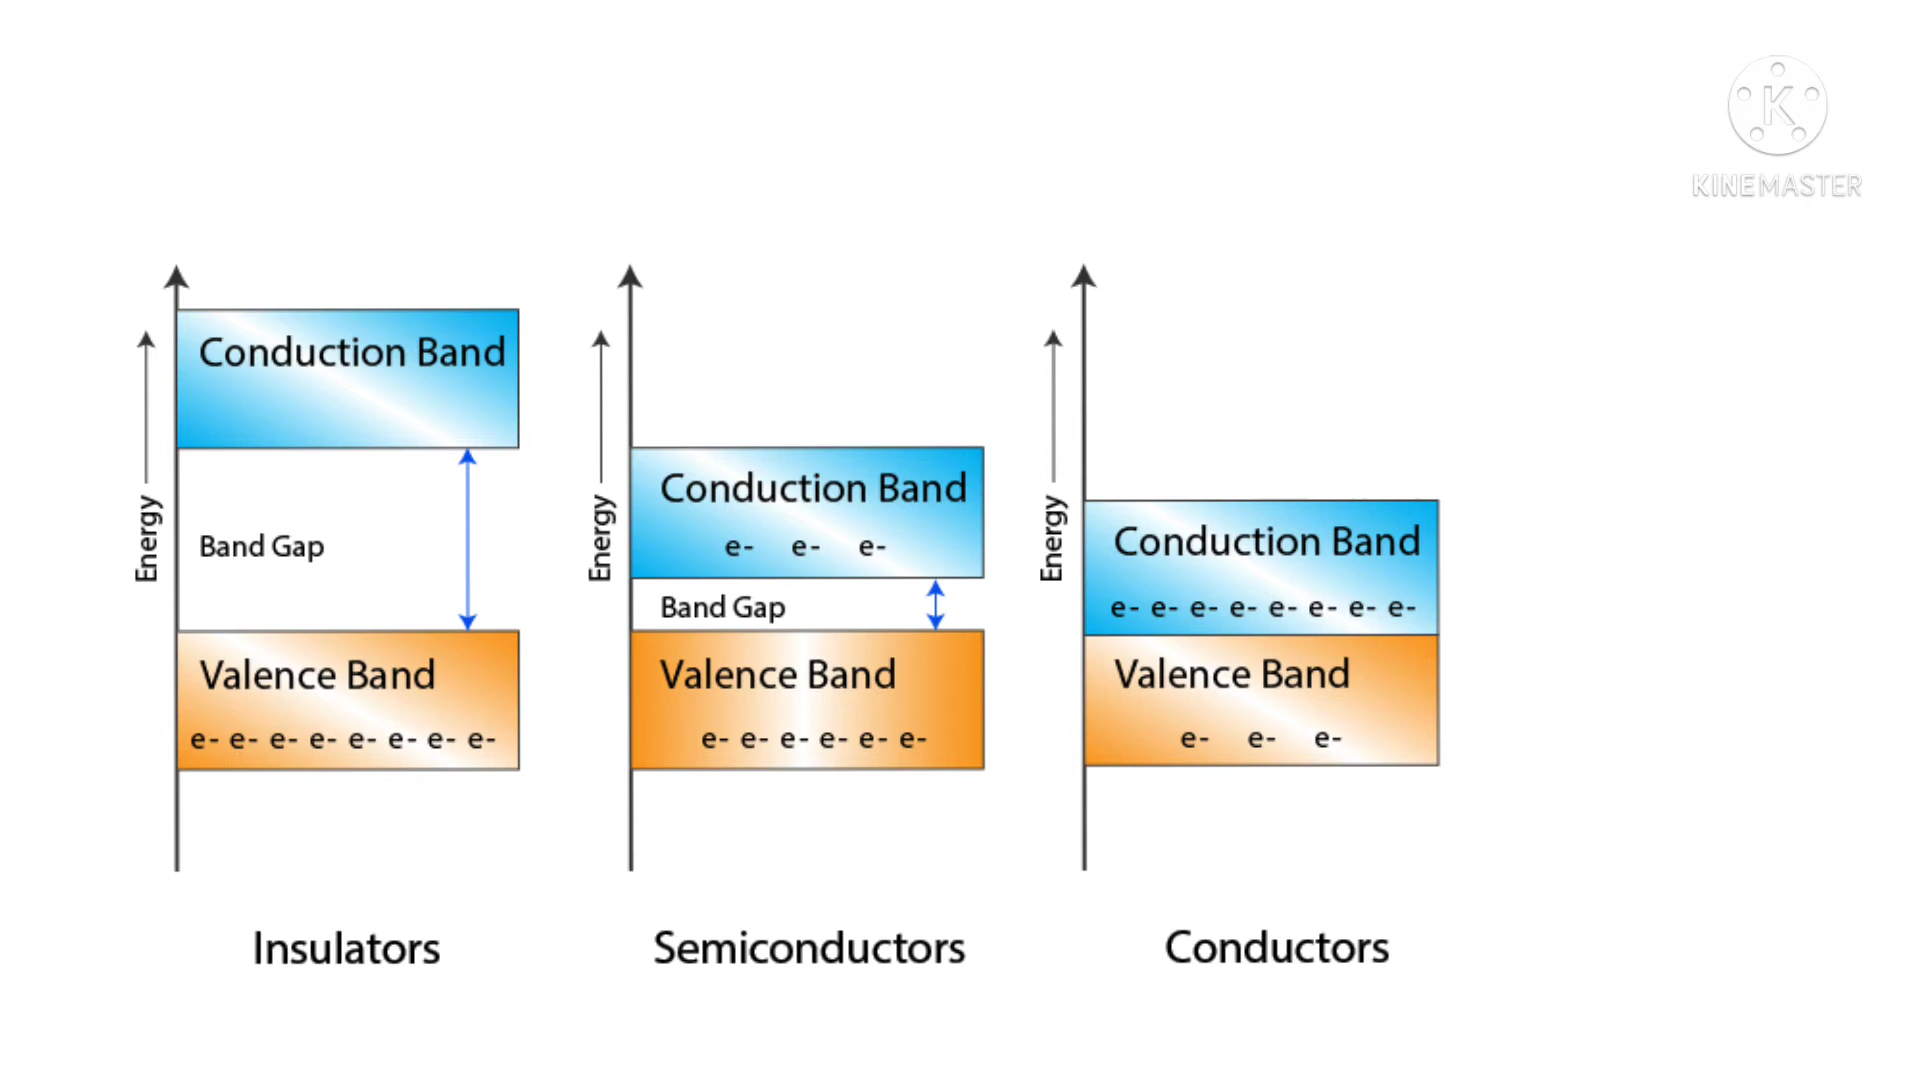 K
KINEMASTER
Energy
Conduction Band
Band Gap
Valence Band
e- e- e- e- e- e- e- e-
Insulators
Energy
Conduction Band
e- e- e-
Band Gap
Valence Band
e- e- e- e- e- e-
Semiconductors
Energy
Conduction Band
e- e- e- e- e- e- e- e-
Valence Band
e- e- e-
Conductors